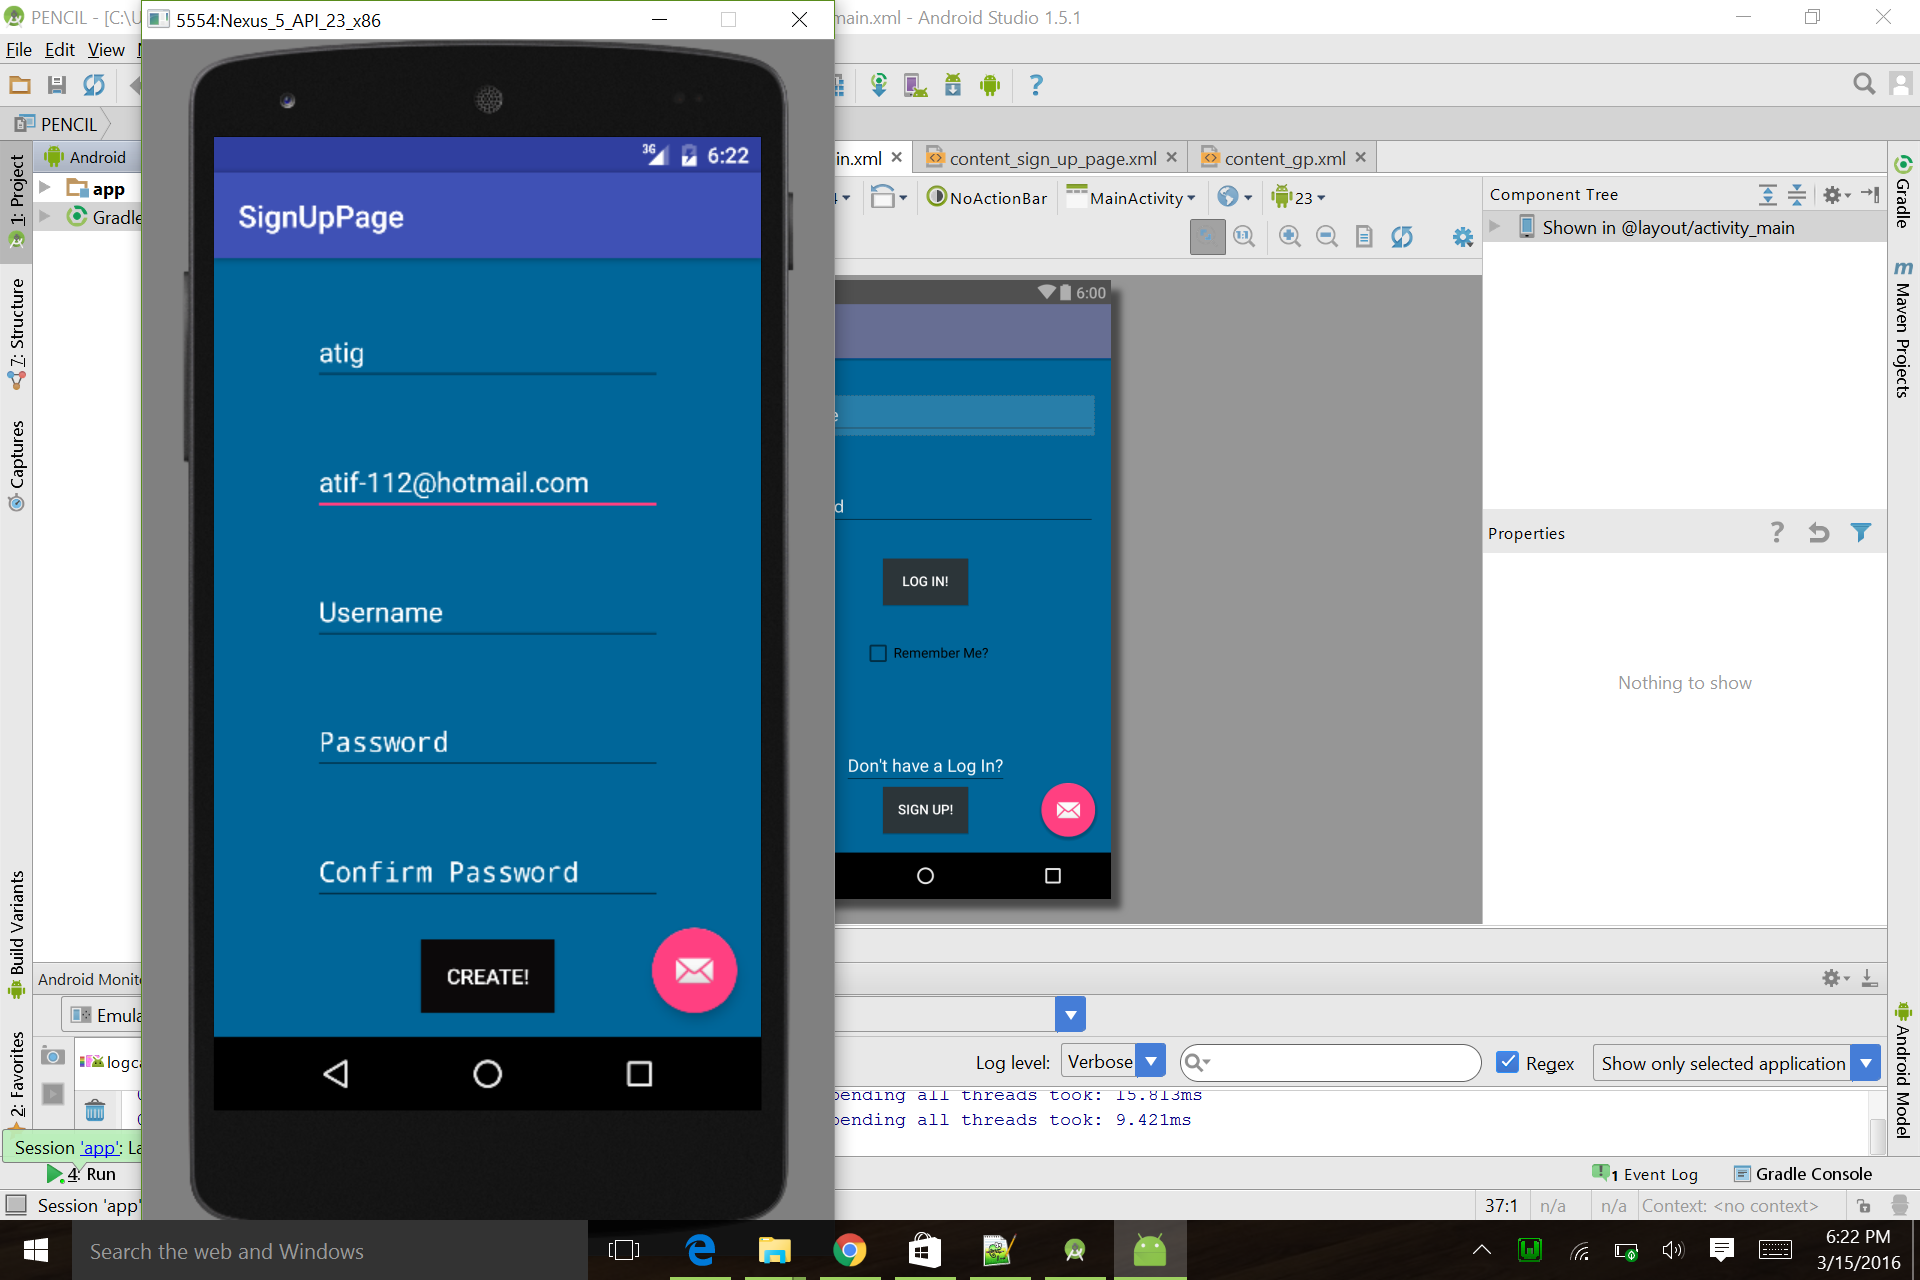 PENCIL - [C:\U
5554:Nexus_5_API_23_x86
main.xml - Android Studio 1.5.1
File Edit View
PENCIL
Android
app
Gradle
1: Project
7: Structure
Captures
Build Variants
2: Favorites
3G 6:22
SignUpPage
atig
atif-112@hotmail.com
Username
Password
Confirm Password
CREATE!
in.xml
content_sign_up_page.xml
content_gp.xml
NoActionBar
MainActivity
23
6:00
LOG IN!
Remember Me?
Don't have a Log In?
SIGN UP!
Component Tree
Shown in @layout/activity_main
Properties
?
Nothing to show
Gradle
m Maven Projects
Android Model
Android Monit
Emula
logca
Log level: Verbose
Regex
Show only selected application
pending all threads took: 15.813ms
pending all threads took: 9.421ms
Session 'app': La
4: Run
1 Event Log
Gradle Console
Session 'app'
37:1 n/a n/a Context: <no context>
Search the web and Windows
6:22 PM
3/15/2016